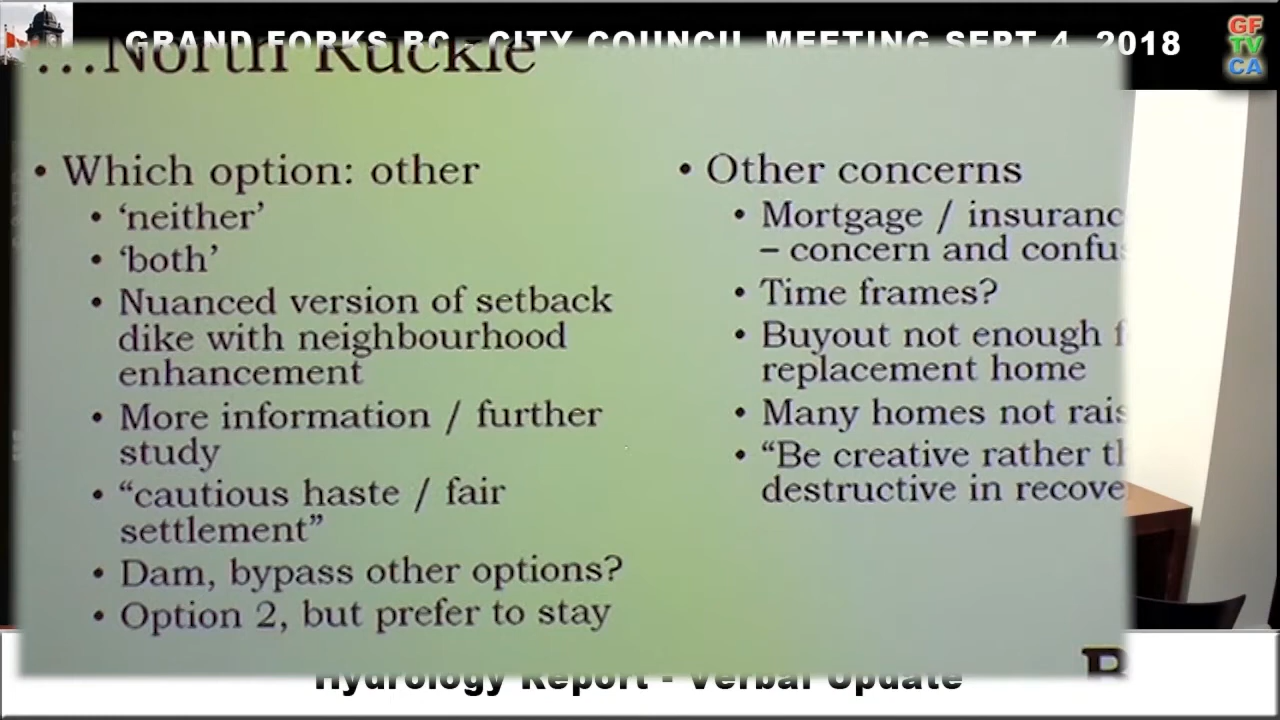 GRAND FORKS BC - CITY COUNCIL MEETING SEPT 4, 2018
GF
TV
CA
...North Ruckle
• Which option: other
• ‘neither’
• ‘both’
• Nuanced version of setback
dike with neighbourhood
enhancement
• More information / further
study
• “cautious haste / fair
settlement”
• Dam, bypass other options?
• Option 2, but prefer to stay
• Other concerns
• Mortgage / insuranc
– concern and confus
• Time frames?
• Buyout not enough f
replacement home
• Many homes not rais
• “Be creative rather th
destructive in recove
Hydrology Report - Verbal Update